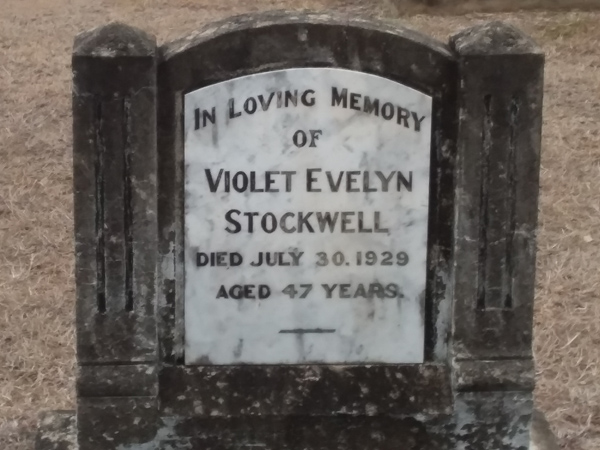 In Loving Memory
OF
Violet Evelyn
Stockwell
DIED JULY 30. 1929
AGED 47 YEARS.